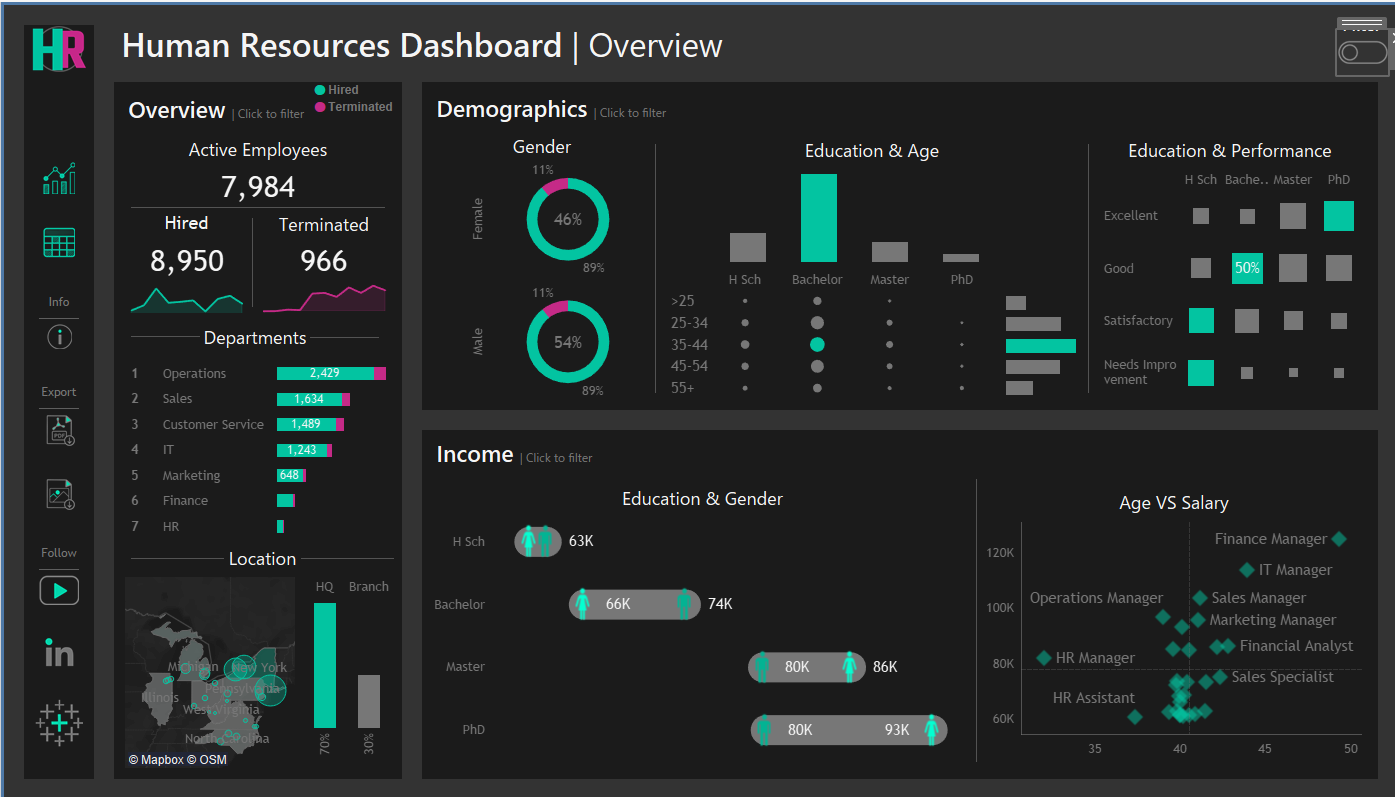 HR
Human Resources Dashboard | Overview
Overview | Click to filter
Hired
Terminated
Active Employees
7,984
Hired
Terminated
8,950
966
Departments
1 Operations 2,429
2 Sales 1,634
3 Customer Service 1,489
4 IT 1,243
5 Marketing 648
6 Finance
7 HR
Location
HQ Branch
Michigan
New York
Illinois
Pennsylvania
West Virginia
North Carolina
70%
30%
© Mapbox © OSM
Info
Export
PDF
Follow
in
Demographics | Click to filter
Gender
Female
11%
46%
89%
Male
11%
54%
89%
Education & Age
H Sch Bachelor Master PhD
>25
25-34
35-44
45-54
55+
Education & Performance
H Sch Bache.. Master PhD
Excellent
Good 50%
Satisfactory
Needs Impro
vement
Income | Click to filter
Education & Gender
H Sch 63K
Bachelor 66K 74K
Master 80K 86K
PhD 80K 93K
Age VS Salary
120K
100K
80K
60K
Finance Manager
IT Manager
Operations Manager
Sales Manager
Marketing Manager
Financial Analyst
HR Manager
Sales Specialist
HR Assistant
35 40 45 50